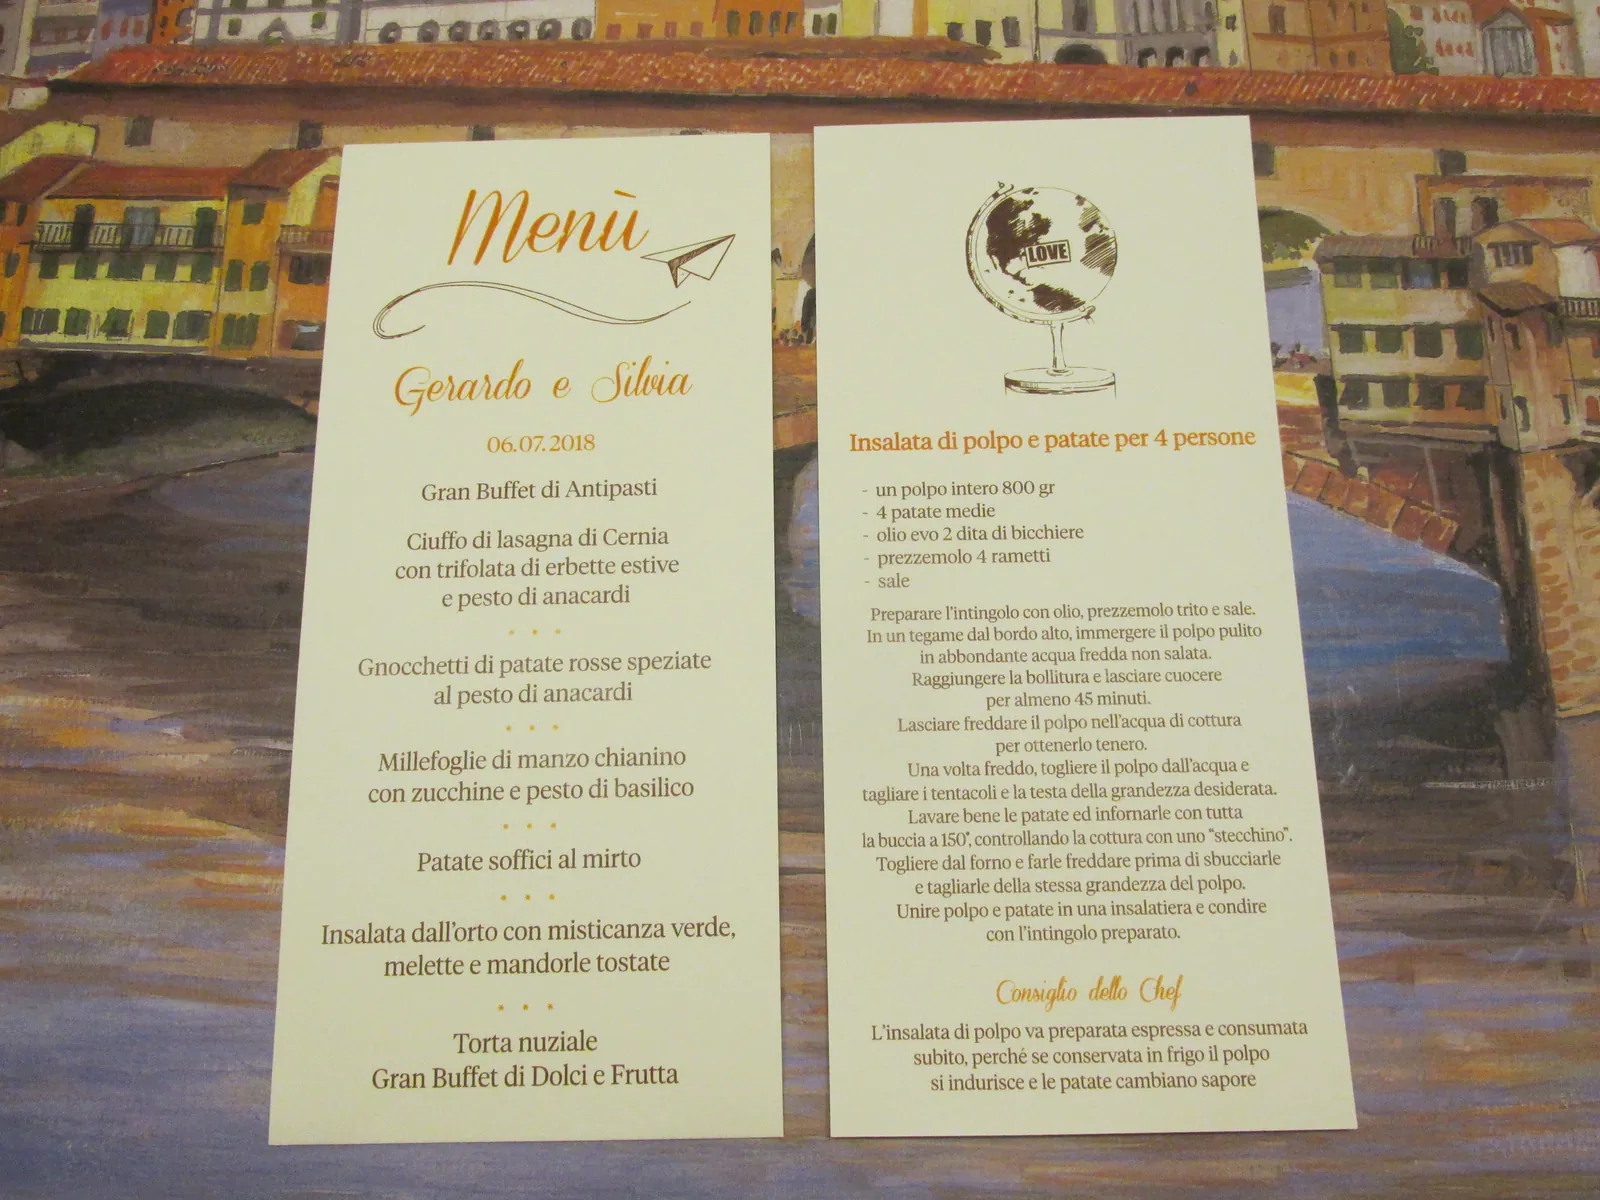 Menù
Gerardo e Silvia
06.07.2018
Gran Buffet di Antipasti
Ciuffo di lasagna di Cernia
con trifolata di erbette estive
e pesto di anacardi
Gnocchetti di patate rosse speziate
al pesto di anacardi
Millefoglie di manzo chianino
con zucchine e pesto di basilico
Patate soffici al mirto
Insalata dall'orto con misticanza verde,
melette e mandorle tostate
Torta nuziale
Gran Buffet di Dolci e Frutta
LOVE
Insalata di polpo e patate per 4 persone
- un polpo intero 800 gr
- 4 patate medie
- olio evo 2 dita di bicchiere
- prezzemolo 4 rametti
- sale
Preparare l'intingolo con olio, prezzemolo trito e sale.
In un tegame dal bordo alto, immergere il polpo pulito
in abbondante acqua fredda non salata.
Raggiungere la bollitura e lasciare cuocere
per almeno 45 minuti.
Lasciare freddare il polpo nell'acqua di cottura
per ottenerlo tenero.
Una volta freddo, togliere il polpo dall'acqua e
tagliare i tentacoli e la testa della grandezza desiderata.
Lavare bene le patate ed infornarle con tutta
la buccia a 150°, controllando la cottura con uno "stecchino".
Togliere dal forno e farle freddare prima di sbucciarle
e tagliarle della stessa grandezza del polpo.
Unire polpo e patate in una insalatiera e condire
con l'intingolo preparato.
Consiglio dello Chef
L'insalata di polpo va preparata espressa e consumata
subito, perché se conservata in frigo il polpo
si indurisce e le patate cambiano sapore